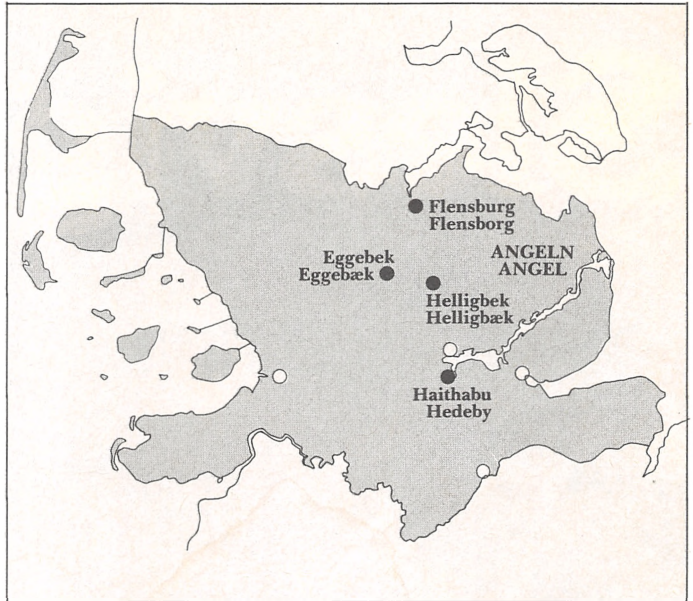 Flensburg
Flensborg
ANGELN
ANGEL
Eggebek
Eggebæk
Helligbek
Helligbæk
Haithabu
Hedeby